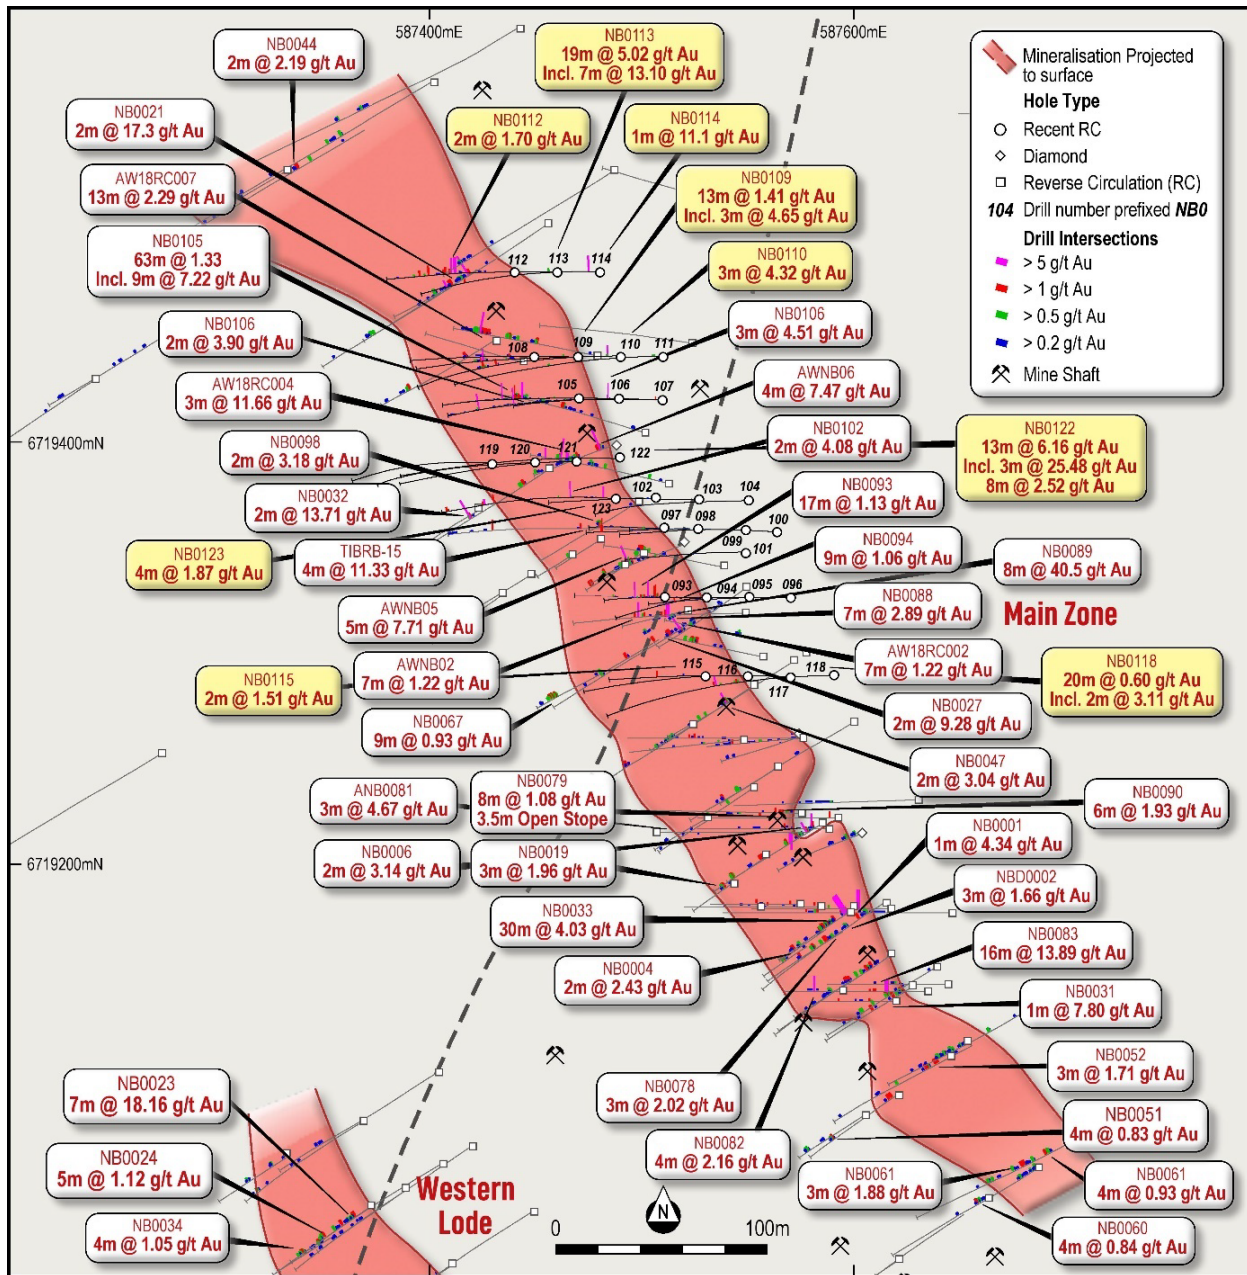 587400mE
587600mE
6719400mN
6719200mN
Mineralisation Projected
to surface
Hole Type
Recent RC
Diamond
Reverse Circulation (RC)
104 Drill number prefixed NB0
Drill Intersections
> 5 g/t Au
> 1 g/t Au
> 0.5 g/t Au
> 0.2 g/t Au
Mine Shaft
NB0044
2m @ 2.19 g/t Au
NB0113
19m @ 5.02 g/t Au
Incl. 7m @ 13.10 g/t Au
NB0021
2m @ 17.3 g/t Au
NB0112
2m @ 1.70 g/t Au
NB0114
1m @ 11.1 g/t Au
AW18RC007
13m @ 2.29 g/t Au
NB0109
13m @ 1.41 g/t Au
Incl. 3m @ 4.65 g/t Au
NB0105
63m @ 1.33
Incl. 9m @ 7.22 g/t Au
NB0110
3m @ 4.32 g/t Au
112
113
114
NB0106
2m @ 3.90 g/t Au
NB0106
3m @ 4.51 g/t Au
108
109
110
111
AW18RC004
3m @ 11.66 g/t Au
AWNB06
4m @ 7.47 g/t Au
105
106
107
NB0098
2m @ 3.18 g/t Au
NB0102
2m @ 4.08 g/t Au
NB0122
13m @ 6.16 g/t Au
Incl. 3m @ 25.48 g/t Au
8m @ 2.52 g/t Au
119
120
121
122
NB0032
2m @ 13.71 g/t Au
NB0093
17m @ 1.13 g/t Au
102
103
104
123
097
098
099
100
101
NB0123
4m @ 1.87 g/t Au
TIBRB-15
4m @ 11.33 g/t Au
NB0094
9m @ 1.06 g/t Au
NB0089
8m @ 40.5 g/t Au
093
094
095
096
AWNB05
5m @ 7.71 g/t Au
NB0088
7m @ 2.89 g/t Au
Main Zone
AWNB02
7m @ 1.22 g/t Au
AW18RC002
7m @ 1.22 g/t Au
NB0115
2m @ 1.51 g/t Au
115
116
117
118
NB0118
20m @ 0.60 g/t Au
Incl. 2m @ 3.11 g/t Au
NB0067
9m @ 0.93 g/t Au
NB0027
2m @ 9.28 g/t Au
NB0047
2m @ 3.04 g/t Au
ANB0081
3m @ 4.67 g/t Au
NB0079
8m @ 1.08 g/t Au
3.5m Open Stope
NB0090
6m @ 1.93 g/t Au
NB0006
2m @ 3.14 g/t Au
NB0019
3m @ 1.96 g/t Au
NB0001
1m @ 4.34 g/t Au
NBD0002
3m @ 1.66 g/t Au
NB0033
30m @ 4.03 g/t Au
NB0083
16m @ 13.89 g/t Au
NB0004
2m @ 2.43 g/t Au
NB0031
1m @ 7.80 g/t Au
NB0052
3m @ 1.71 g/t Au
NB0023
7m @ 18.16 g/t Au
NB0078
3m @ 2.02 g/t Au
NB0051
4m @ 0.83 g/t Au
NB0024
5m @ 1.12 g/t Au
NB0082
4m @ 2.16 g/t Au
NB0061
3m @ 1.88 g/t Au
NB0061
4m @ 0.93 g/t Au
Western
Lode
NB0034
4m @ 1.05 g/t Au
NB0060
4m @ 0.84 g/t Au
N
0
100m